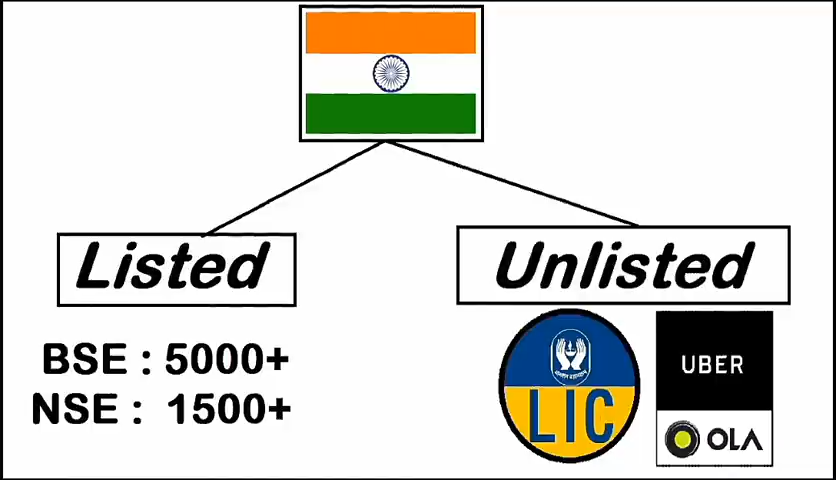 Listed
Unlisted
BSE : 5000+
NSE : 1500+
LIC
UBER
OLA